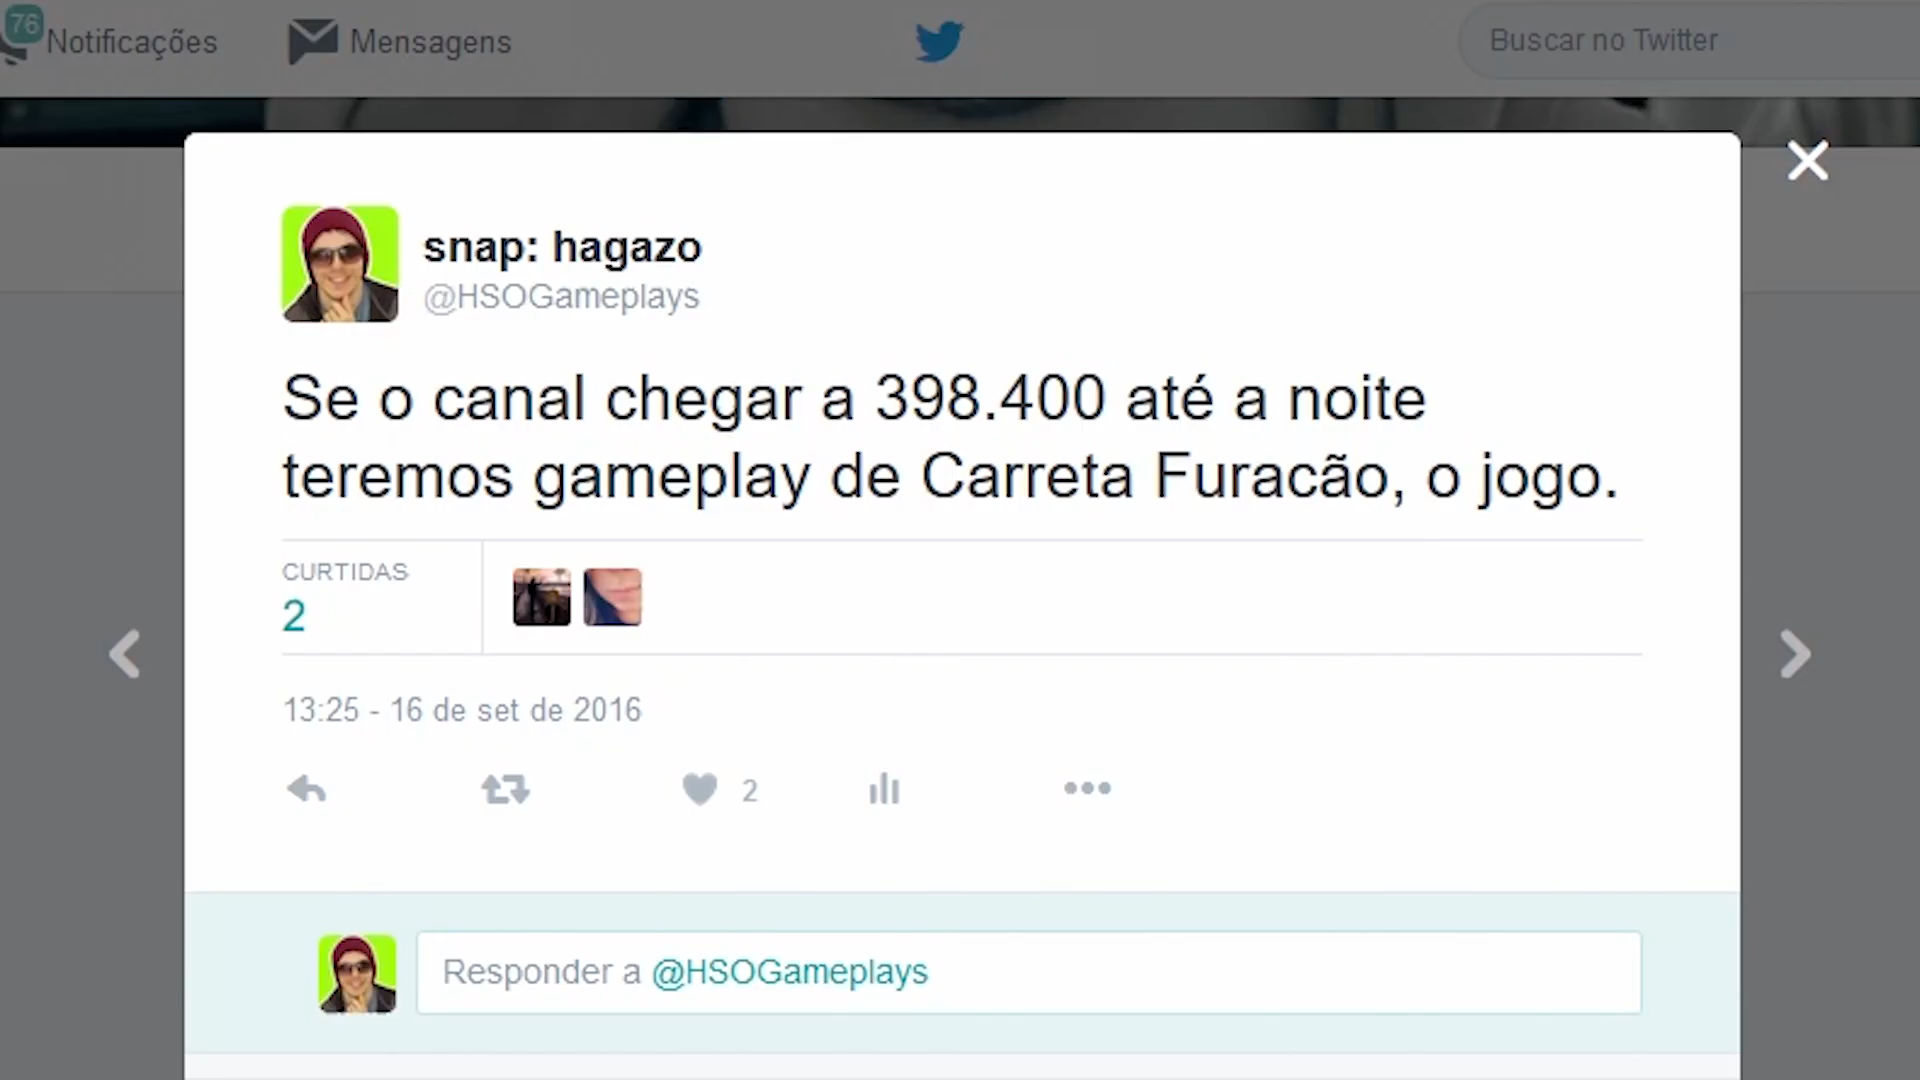 76
Notificações
Mensagens
Buscar no Twitter
snap: hagazo
@HSOGameplays
Se o canal chegar a 398.400 até a noite
teremos gameplay de Carreta Furacão, o jogo.
CURTIDAS
2
13:25 - 16 de set de 2016
2
Responder a @HSOGameplays